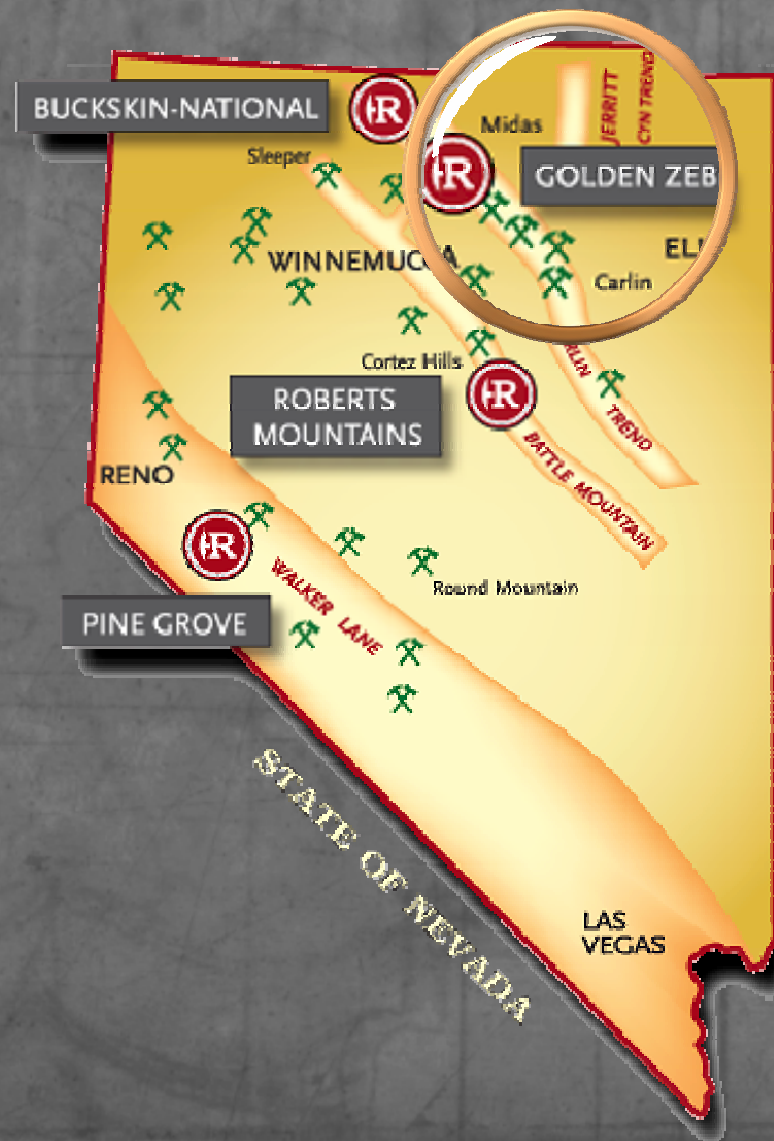 BUCKSKIN-NATIONAL
R
Midas
JERRITT
CYN TREND
Sleeper
R
GOLDEN ZEB
WINNEMUCCA
Carlin
Cortez Hills
R
ROBERTS
MOUNTAINS
TREND
BATTLE MOUNTAIN
RENO
R
WALKER LANE
Round Mountain
PINE GROVE
STATE OF NEVADA
LAS
VEGAS